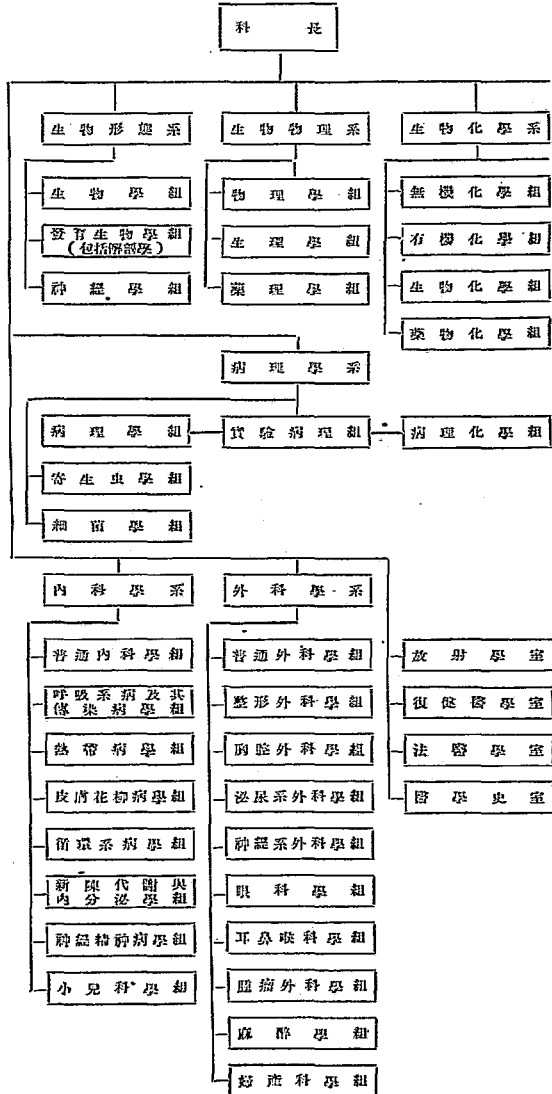 科長
生物形態系
生物物理系
生物化學系
生物學組
物理學組
無機化學組
發育生物學組
(包括解剖學)
生理學組
有機化學組
神經學組
藥理學組
生物化學組
藥物化學組
病理學系
病理學組
實驗病理組
病理化學組
寄生虫學組
細菌學組
內科學系
外科學系
普通內科學組
普通外科學組
放射學室
呼吸系病及其
傳染病學組
整形外科學組
復健醫學室
熱帶病學組
胸腔外科學組
法醫學室
皮膚花柳病學組
泌尿系外科學組
醫學史室
循環系病學組
神經系外科學組
新陳代謝與
內分泌學組
眼科學組
神經精神病學組
耳鼻喉科學組
小兒科學組
腫瘤外科學組
麻醉學組
婦產科學組